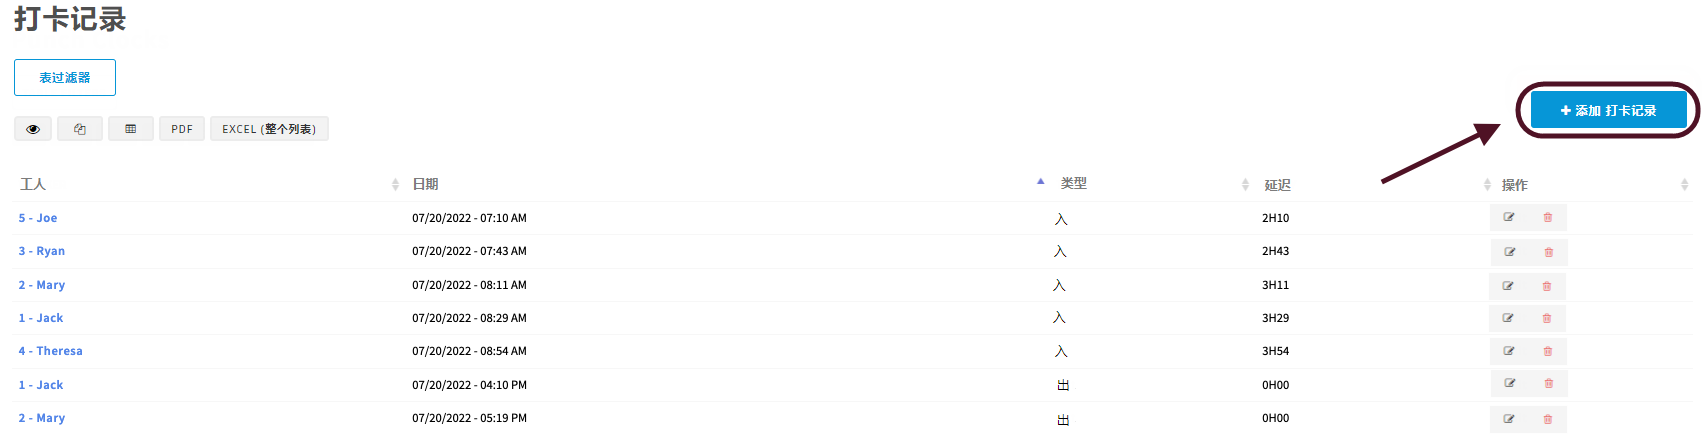 打卡记录
表过滤器
添加 打卡记录
PDF EXCEL (整个列表)
工人 日期 类型 延迟 操作
5 - Joe 07/20/2022 - 07:10 AM 入 2H10
3 - Ryan 07/20/2022 - 07:43 AM 入 2H43
2 - Mary 07/20/2022 - 08:11 AM 入 3H11
1 - Jack 07/20/2022 - 08:29 AM 入 3H29
4 - Theresa 07/20/2022 - 08:54 AM 入 3H54
1 - Jack 07/20/2022 - 04:10 PM 出 0H00
2 - Mary 07/20/2022 - 05:19 PM 出 0H00